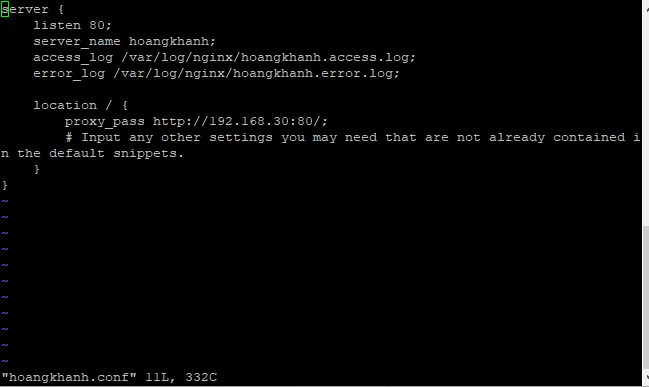 server {
    listen 80;
    server_name hoangkhanh;
    access_log /var/log/nginx/hoangkhanh.access.log;
    error_log /var/log/nginx/hoangkhanh.error.log;

    location / {
        proxy_pass http://192.168.30:80/;
        # Input any other settings you may need that are not already contained i
n the default snippets.
    }
}
~
~
~
~
~
~
~
~
~
~
~
"hoangkhanh.conf" 11L, 332C